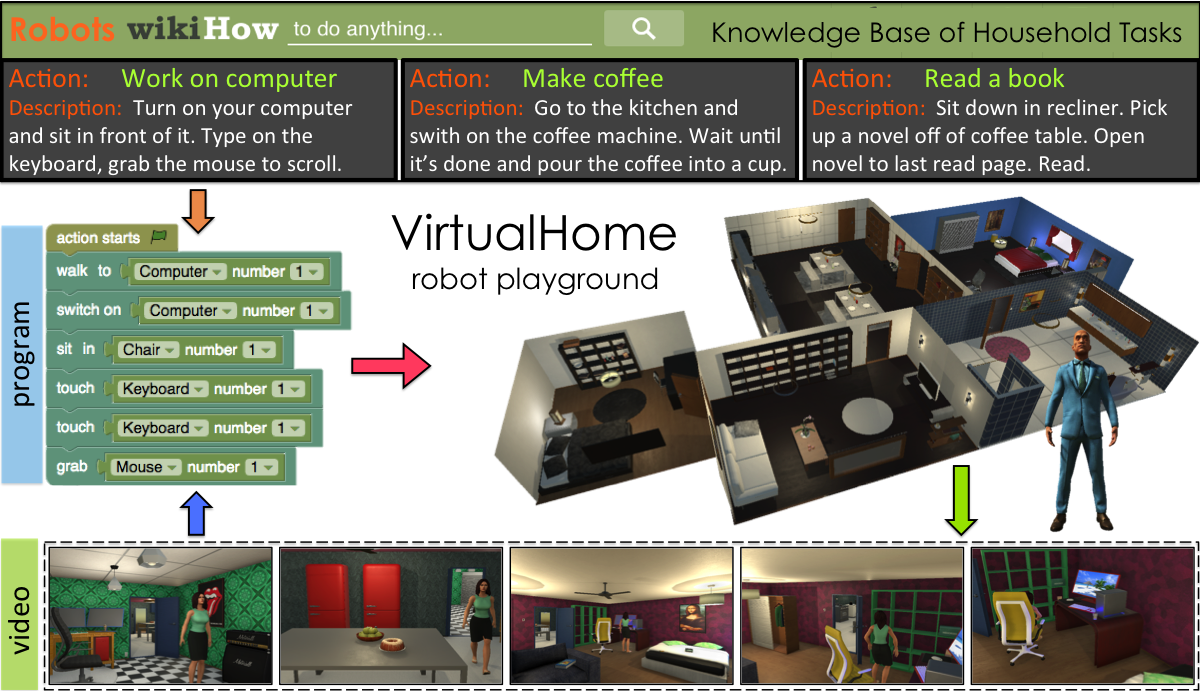 Robots wikiHow to do anything... Knowledge Base of Household Tasks
Action: Work on computer
Description: Turn on your computer
and sit in front of it. Type on the
keyboard, grab the mouse to scroll.
Action: Make coffee
Description: Go to the kitchen and
swith on the coffee machine. Wait until
it's done and pour the coffee into a cup.
Action: Read a book
Description: Sit down in recliner. Pick
up a novel off of coffee table. Open
novel to last read page. Read.
program
action starts
walk to Computer number 1
switch on Computer number 1
sit in Chair number 1
touch Keyboard number 1
touch Keyboard number 1
grab Mouse number 1
VirtualHome
robot playground
video
Marshall